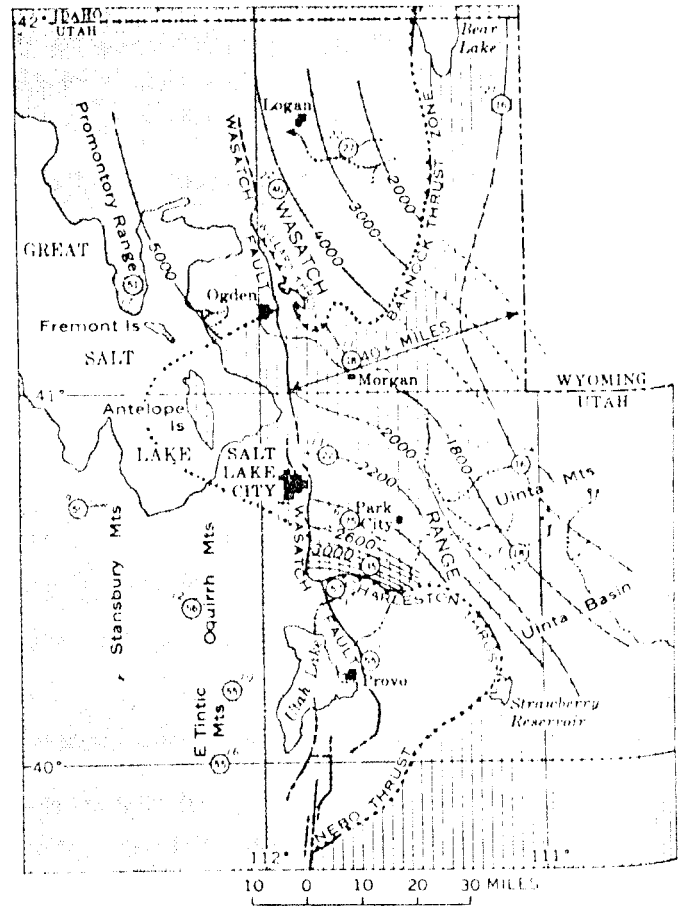 42°
IDAHO
UTAH
Bear
Lake
Logan
Promontory Range
WASATCH
FAULT
WASATCH
BANNOCK THRUST ZONE
2000
3000
4000
5000
GREAT
Ogden
Fremont Is
SALT
40+ MILES
Morgan
41°
WYOMING
UTAH
Antelope
Is
LAKE
SALT
LAKE
CITY
2000
2200
1800
Uinta Mts
Park
City
2600
3000
RANGE
Stansbury Mts
Oquirrh Mts
WASATCH
FAULT
CHARLESTON
THRUST
Uinta Basin
Utah Lake
Provo
Strawberry
Reservoir
E Tintic
Mts
40°
NEBO THRUST
112°
111°
10 0 10 20 30 MILES